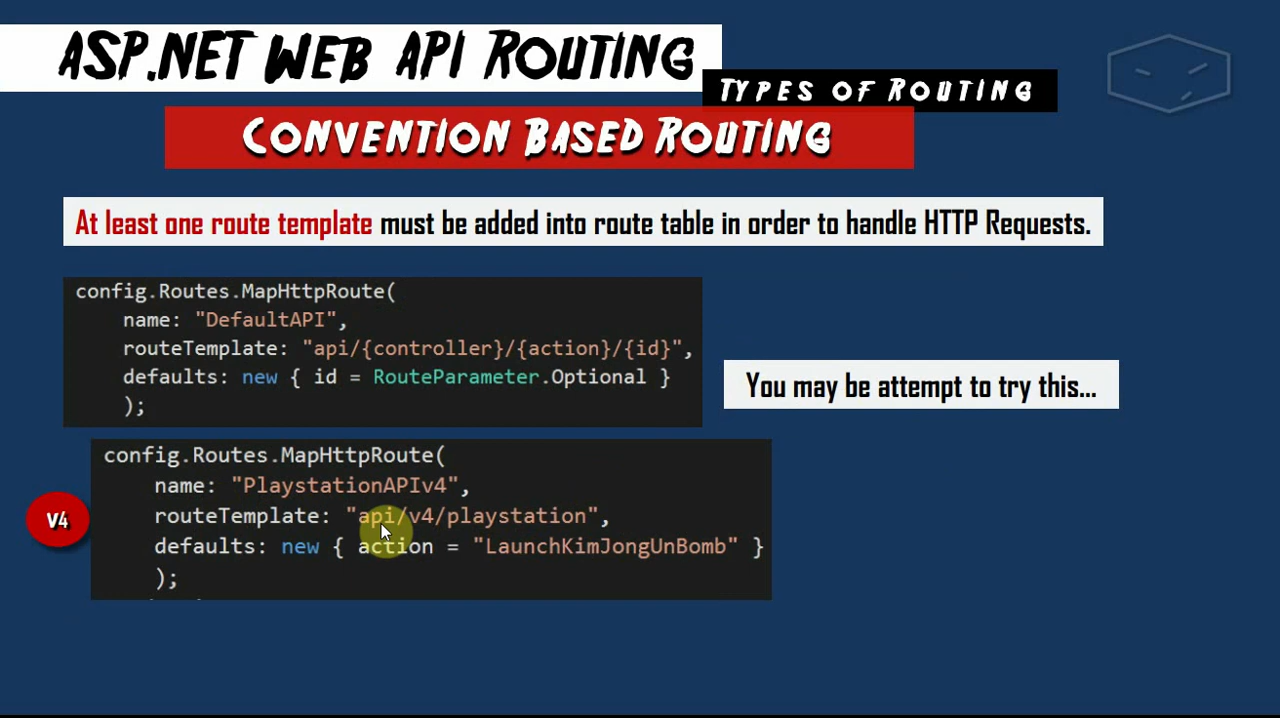 ASP.NET WEB API ROUTING
TYPES OF ROUTING
CONVENTION BASED ROUTING
At least one route template must be added into route table in order to handle HTTP Requests.
config.Routes.MapHttpRoute(
name: "DefaultAPI",
routeTemplate: "api/{controller}/{action}/{id}",
defaults: new { id = RouteParameter.Optional }
);
You may be attempt to try this...
config.Routes.MapHttpRoute(
name: "PlaystationAPIv4",
routeTemplate: "api/v4/playstation",
defaults: new { action = "LaunchKimJongUnBomb" }
);
V4